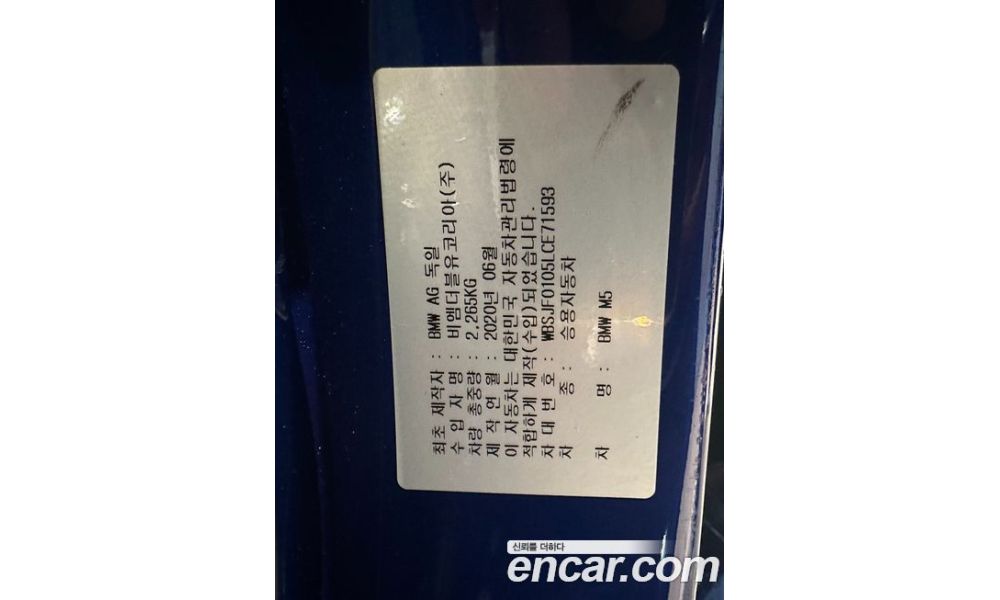 최초 제작자 : BMW AG 독일
수 입 자 명 : 비엠더블유코리아(주)
차량 총중량 : 2,265KG
제 작 연 월 : 2020년 06월
이 자동차는 대한민국 자동차관리법령에
적합하게 제작(수입)되었습니다.
차 대 번 호 : WBSJF0105LCE71593
차 종 : 승용자동차
차 명 : BMW M5
신뢰를 더하다
encar.com